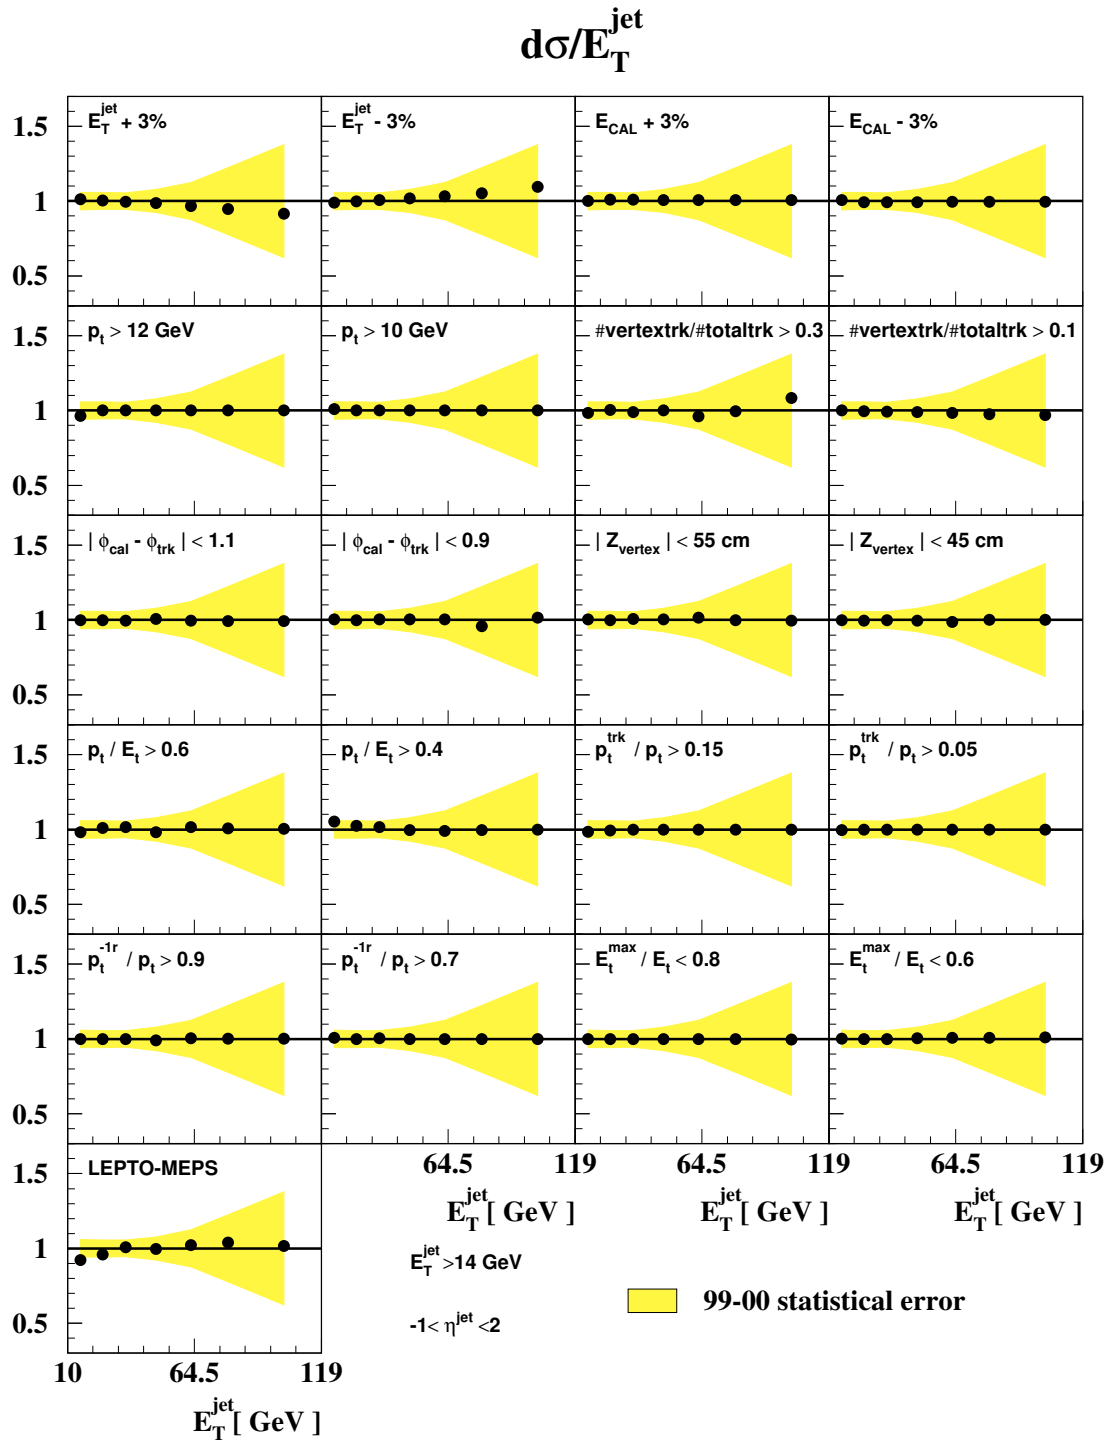 dσ/E_T^jet
1.5 E_T^jet + 3% E_T^jet - 3% E_CAL + 3% E_CAL - 3%
1
0.5
1.5 p_t > 12 GeV p_t > 10 GeV #vertextrk/#totaltrk > 0.3 #vertextrk/#totaltrk > 0.1
1
0.5
1.5 | ϕ_cal - ϕ_trk | < 1.1 | ϕ_cal - ϕ_trk | < 0.9 | Z_vertex | < 55 cm | Z_vertex | < 45 cm
1
0.5
1.5 p_t / E_t > 0.6 p_t / E_t > 0.4 p_t^trk / p_t > 0.15 p_t^trk / p_t > 0.05
1
0.5
1.5 p_t^-1r / p_t > 0.9 p_t^-1r / p_t > 0.7 E_t^max / E_t < 0.8 E_t^max / E_t < 0.6
1
0.5
1.5 LEPTO-MEPS 64.5 119 64.5 119 64.5 119
E_T^jet [ GeV ] E_T^jet [ GeV ] E_T^jet [ GeV ]
1 E_T^jet >14 GeV
99-00 statistical error
0.5 -1< η^jet <2
10 64.5 119
E_T^jet [ GeV ]